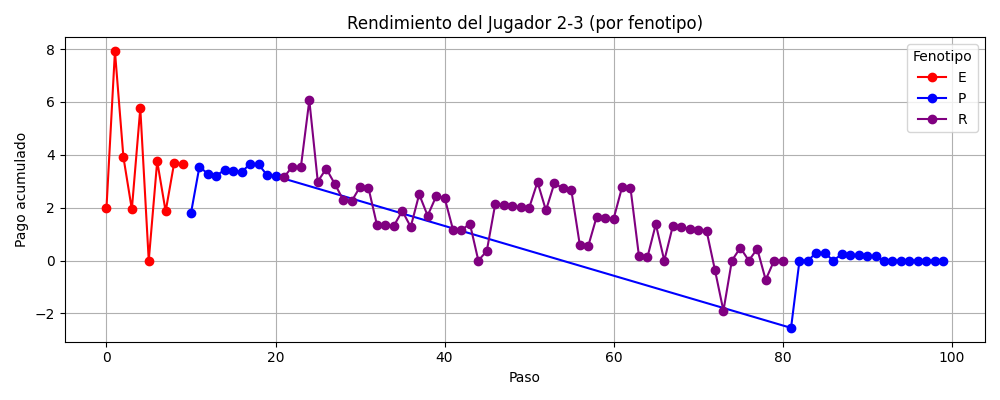 Rendimiento del Jugador 2-3 (por fenotipo)
Pago acumulado
8
6
4
2
0
−2
Fenotipo
E
P
R
0 20 40 60 80 100
Paso